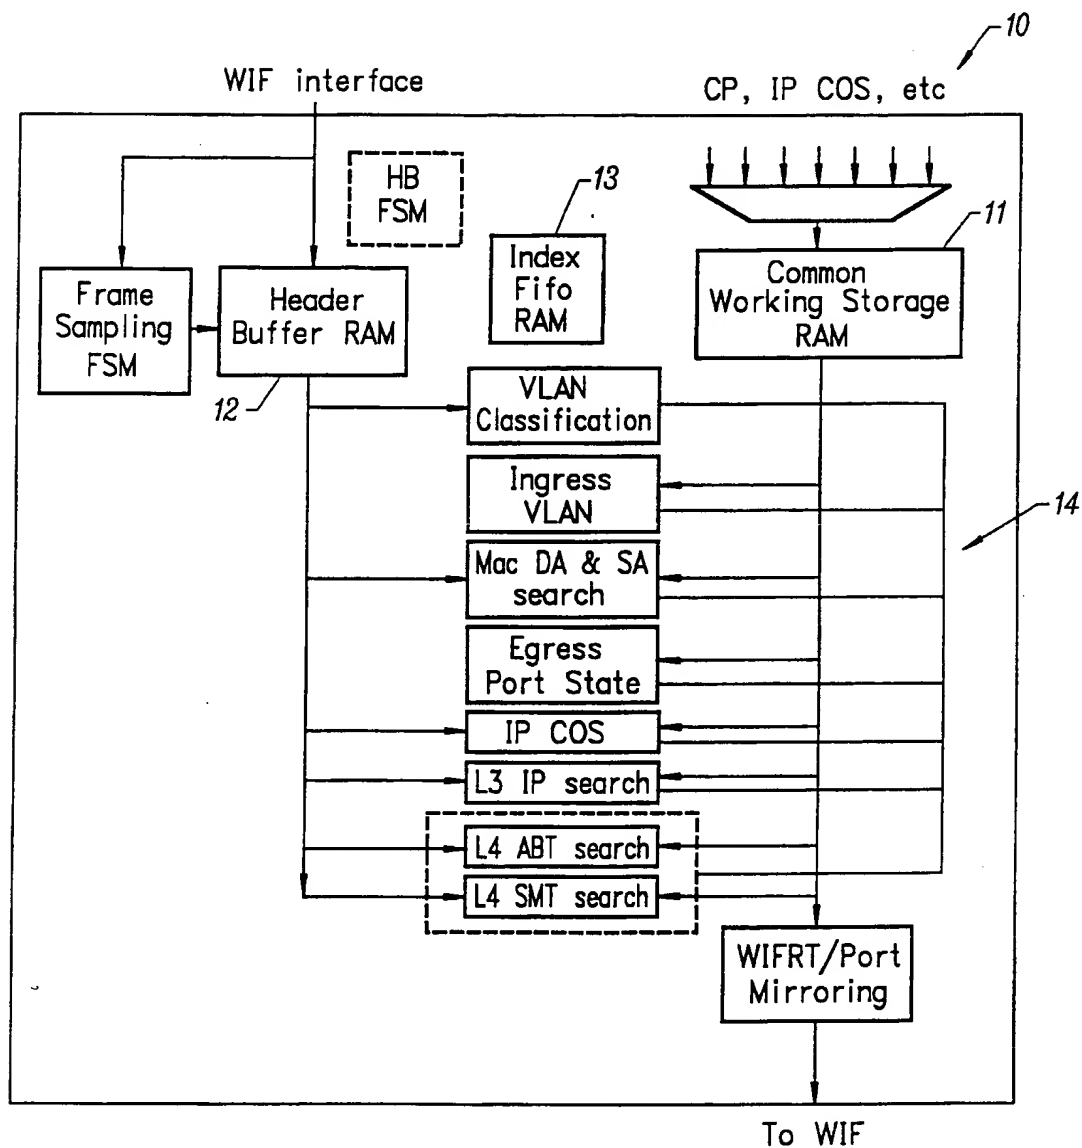 10
WIF interface
CP, IP COS, etc
HB
FSM
13
11
Index
Fifo
RAM
Common
Working Storage
RAM
Frame
Sampling
FSM
Header
Buffer RAM
12
VLAN
Classification
Ingress
VLAN
14
Mac DA & SA
search
Egress
Port State
IP COS
L3 IP search
L4 ABT search
L4 SMT search
WIFRT/Port
Mirroring
To WIF